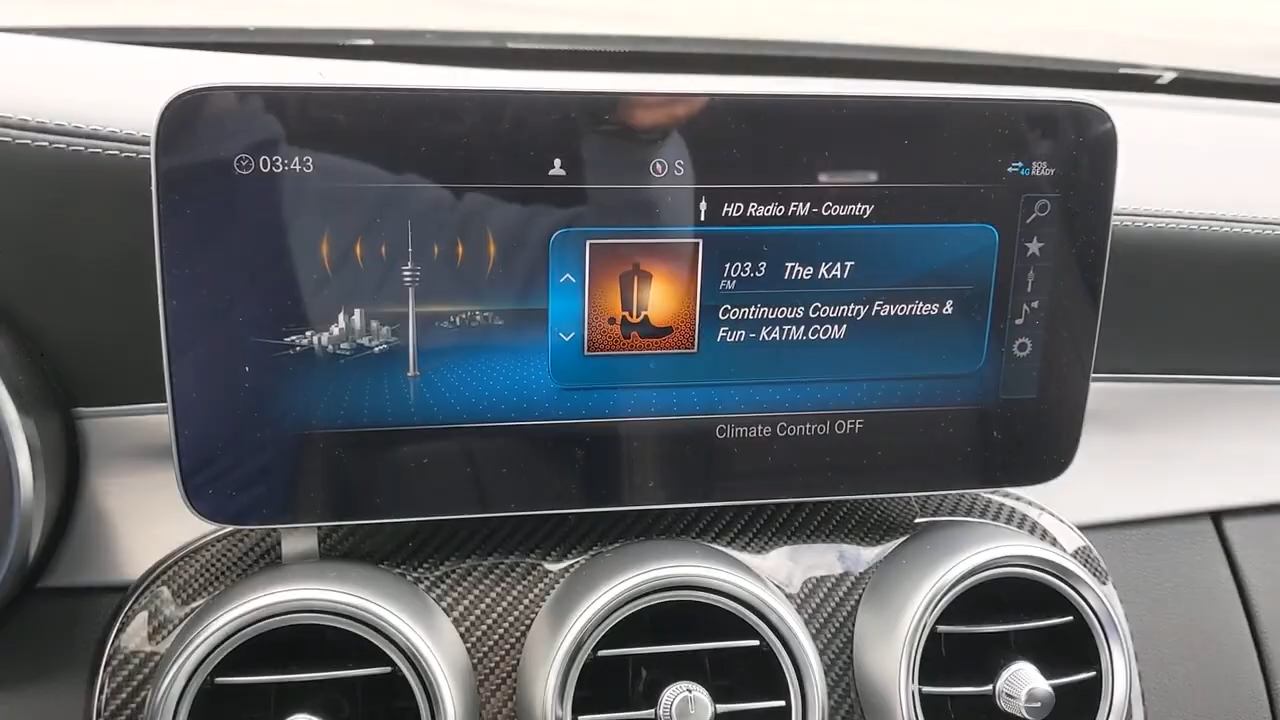 03:43
S
4G
SOS
READY
HD Radio FM - Country
103.3 The KAT
FM
Continuous Country Favorites &
Fun - KATM.COM
Climate Control OFF